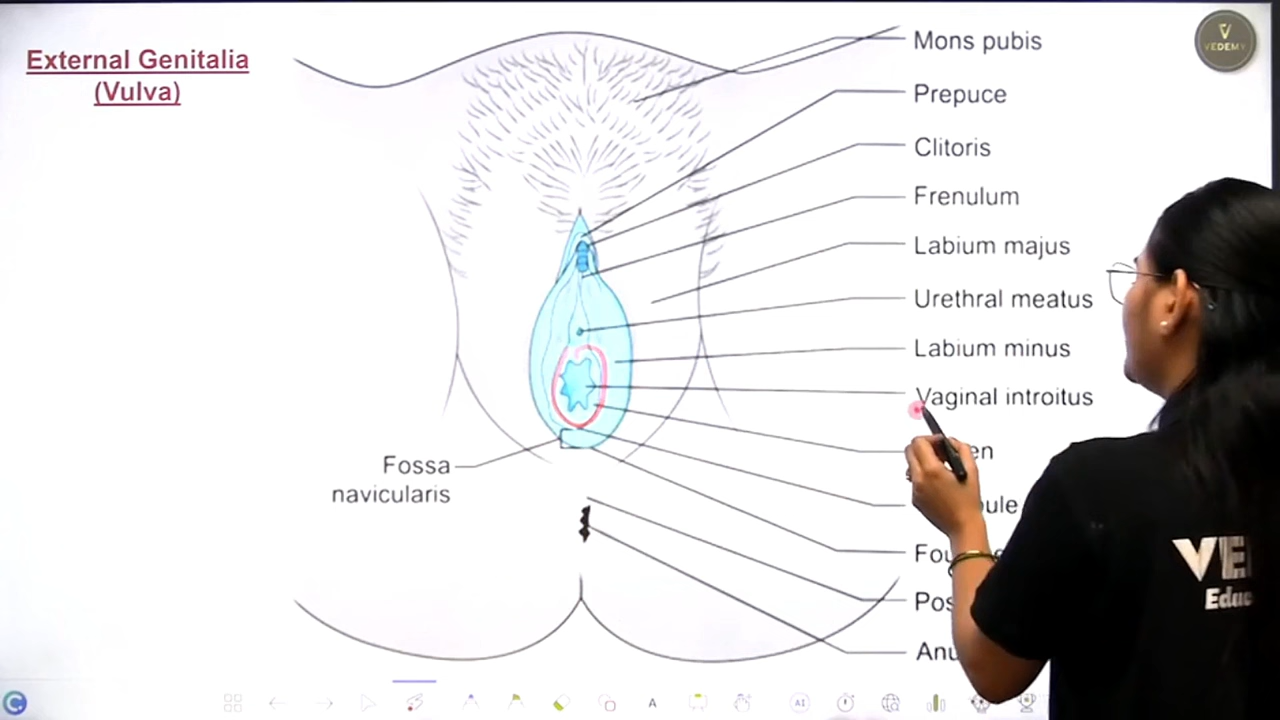 External Genitalia
(Vulva)
VEDEMY
Mons pubis
Prepuce
Clitoris
Frenulum
Labium majus
Urethral meatus
Labium minus
Vaginal introitus
Fossa
navicularis
A
AI